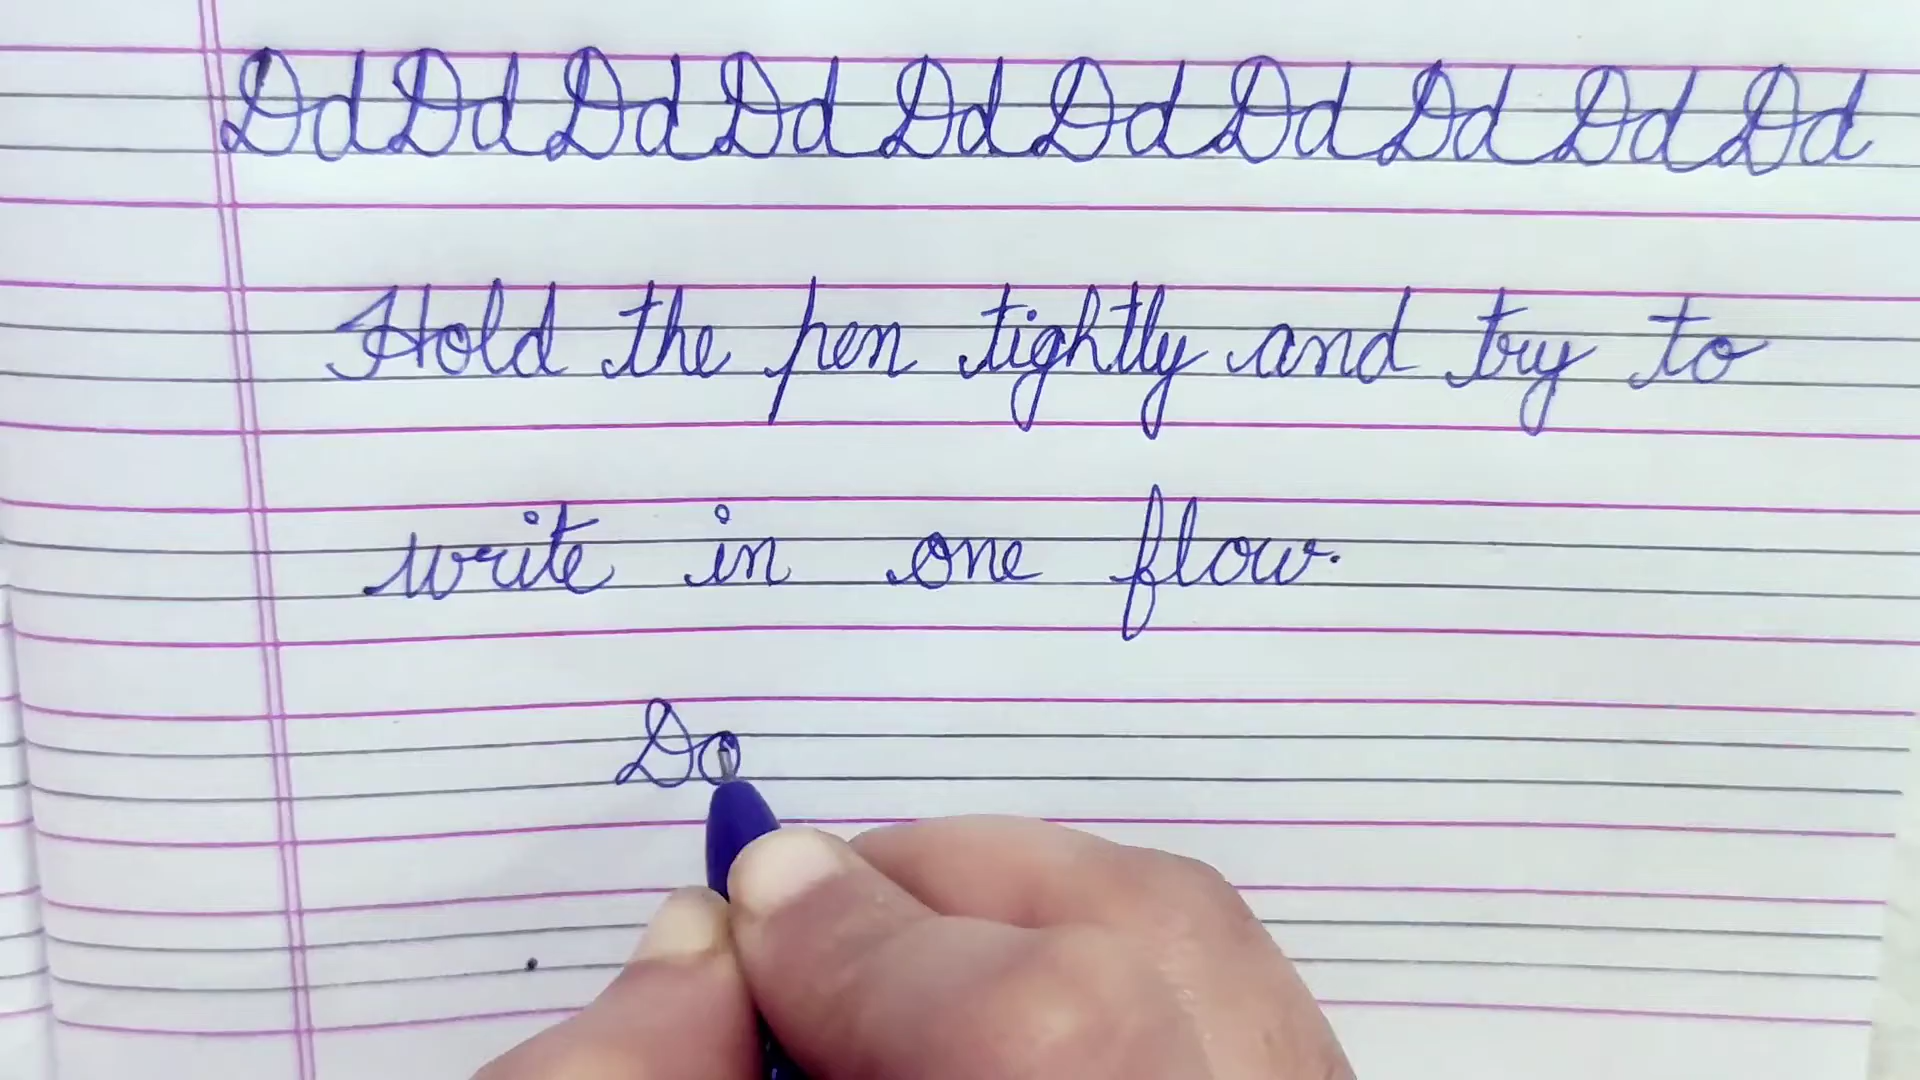 Dd Dd Dd Dd Dd Dd Dd Dd Dd Dd
Hold the pen tightly and try to
write in one flow.
Do